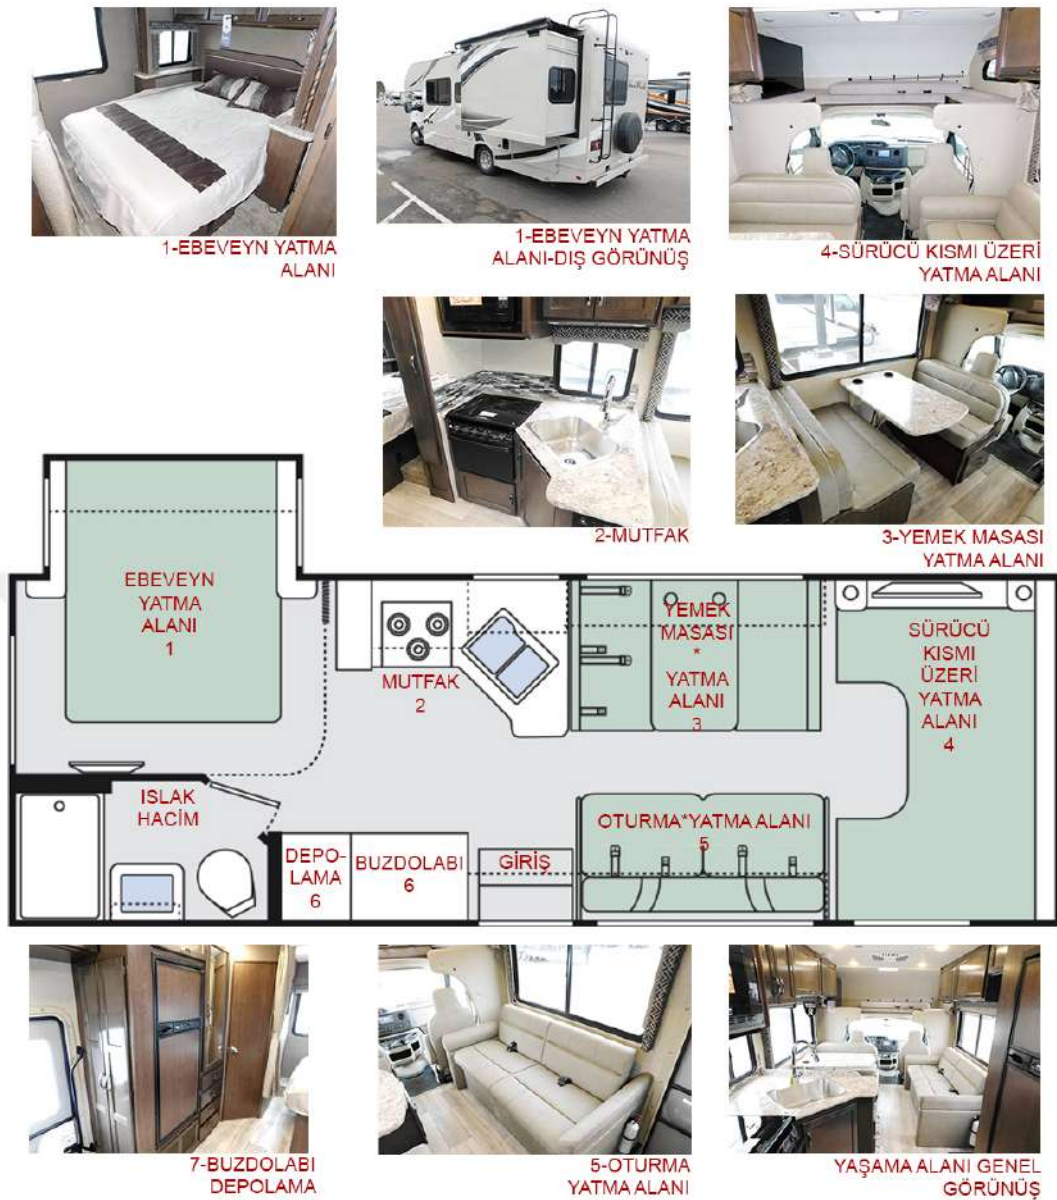 1-EBEVEYN YATMA
ALANI
1-EBEVEYN YATMA
ALANI-DIŞ GÖRÜNÜŞ
4-SÜRÜCÜ KISMI ÜZERİ
YATMA ALANI
2-MUTFAK
3-YEMEK MASASI
YATMA ALANI
EBEVEYN
YATMA
ALANI
1
MUTFAK
2
YEMEK
MASASI
*
YATMA
ALANI
3
SÜRÜCÜ
KISMI
ÜZERİ
YATMA
ALANI
4
ISLAK
HACİM
DEPO-
LAMA
6
BUZDOLABI
6
GİRİŞ
OTURMA*YATMA ALANI
5
7-BUZDOLABI
DEPOLAMA
5-OTURMA
YATMA ALANI
YAŞAMA ALANI GENEL
GÖRÜNÜŞ